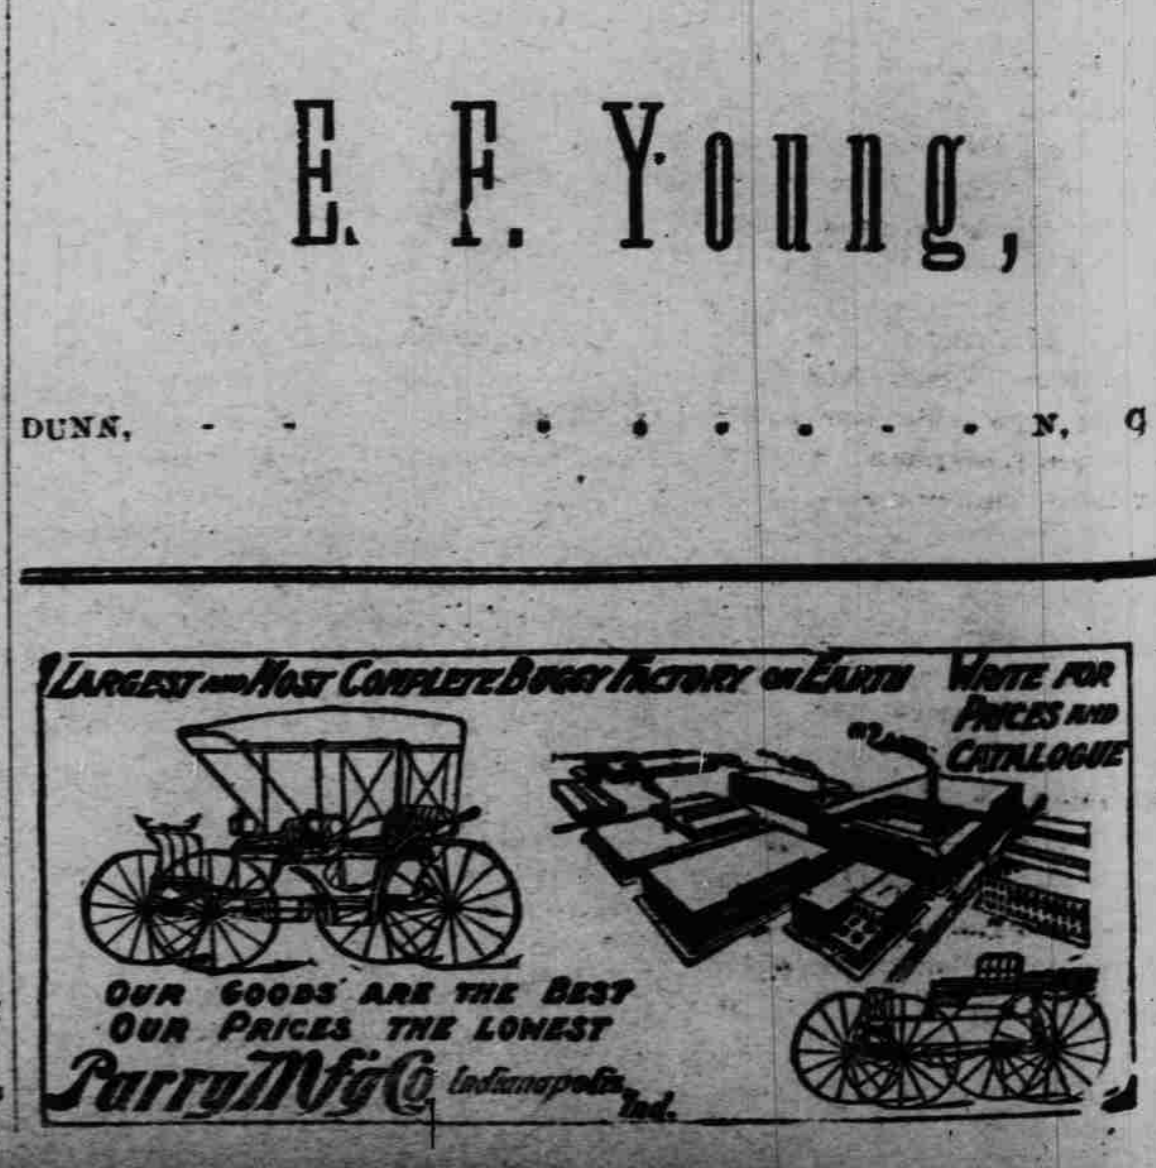 E. F. Young,
DUNN, - - • • • • - • N. C
LARGEST AND MOST COMPLETE BUGGY FACTORY ON EARTH
WRITE FOR
PRICES AND
CATALOGUE
OUR GOODS ARE THE BEST
OUR PRICES THE LOWEST
Parry Mfg Co. Indianapolis,
Ind.